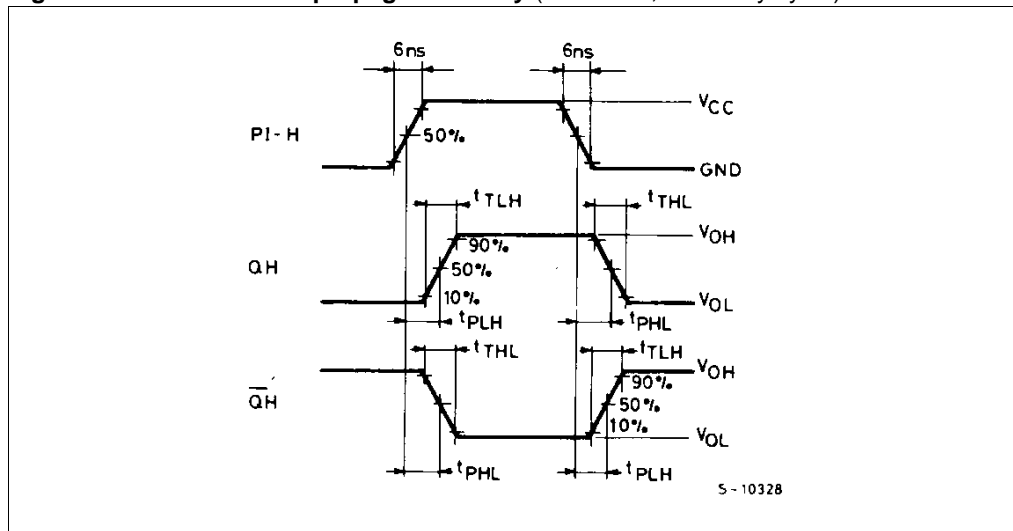 6ns 6ns
VCC
PI-H 50%
GND
tTLH tTHL
VOH
90%
QH 50%
10%
VOL
tPLH tPHL
tTHL tTLH
VOH
90%
Q̅H̅' 50%
10%
VOL
tPHL tPLH
S-10328